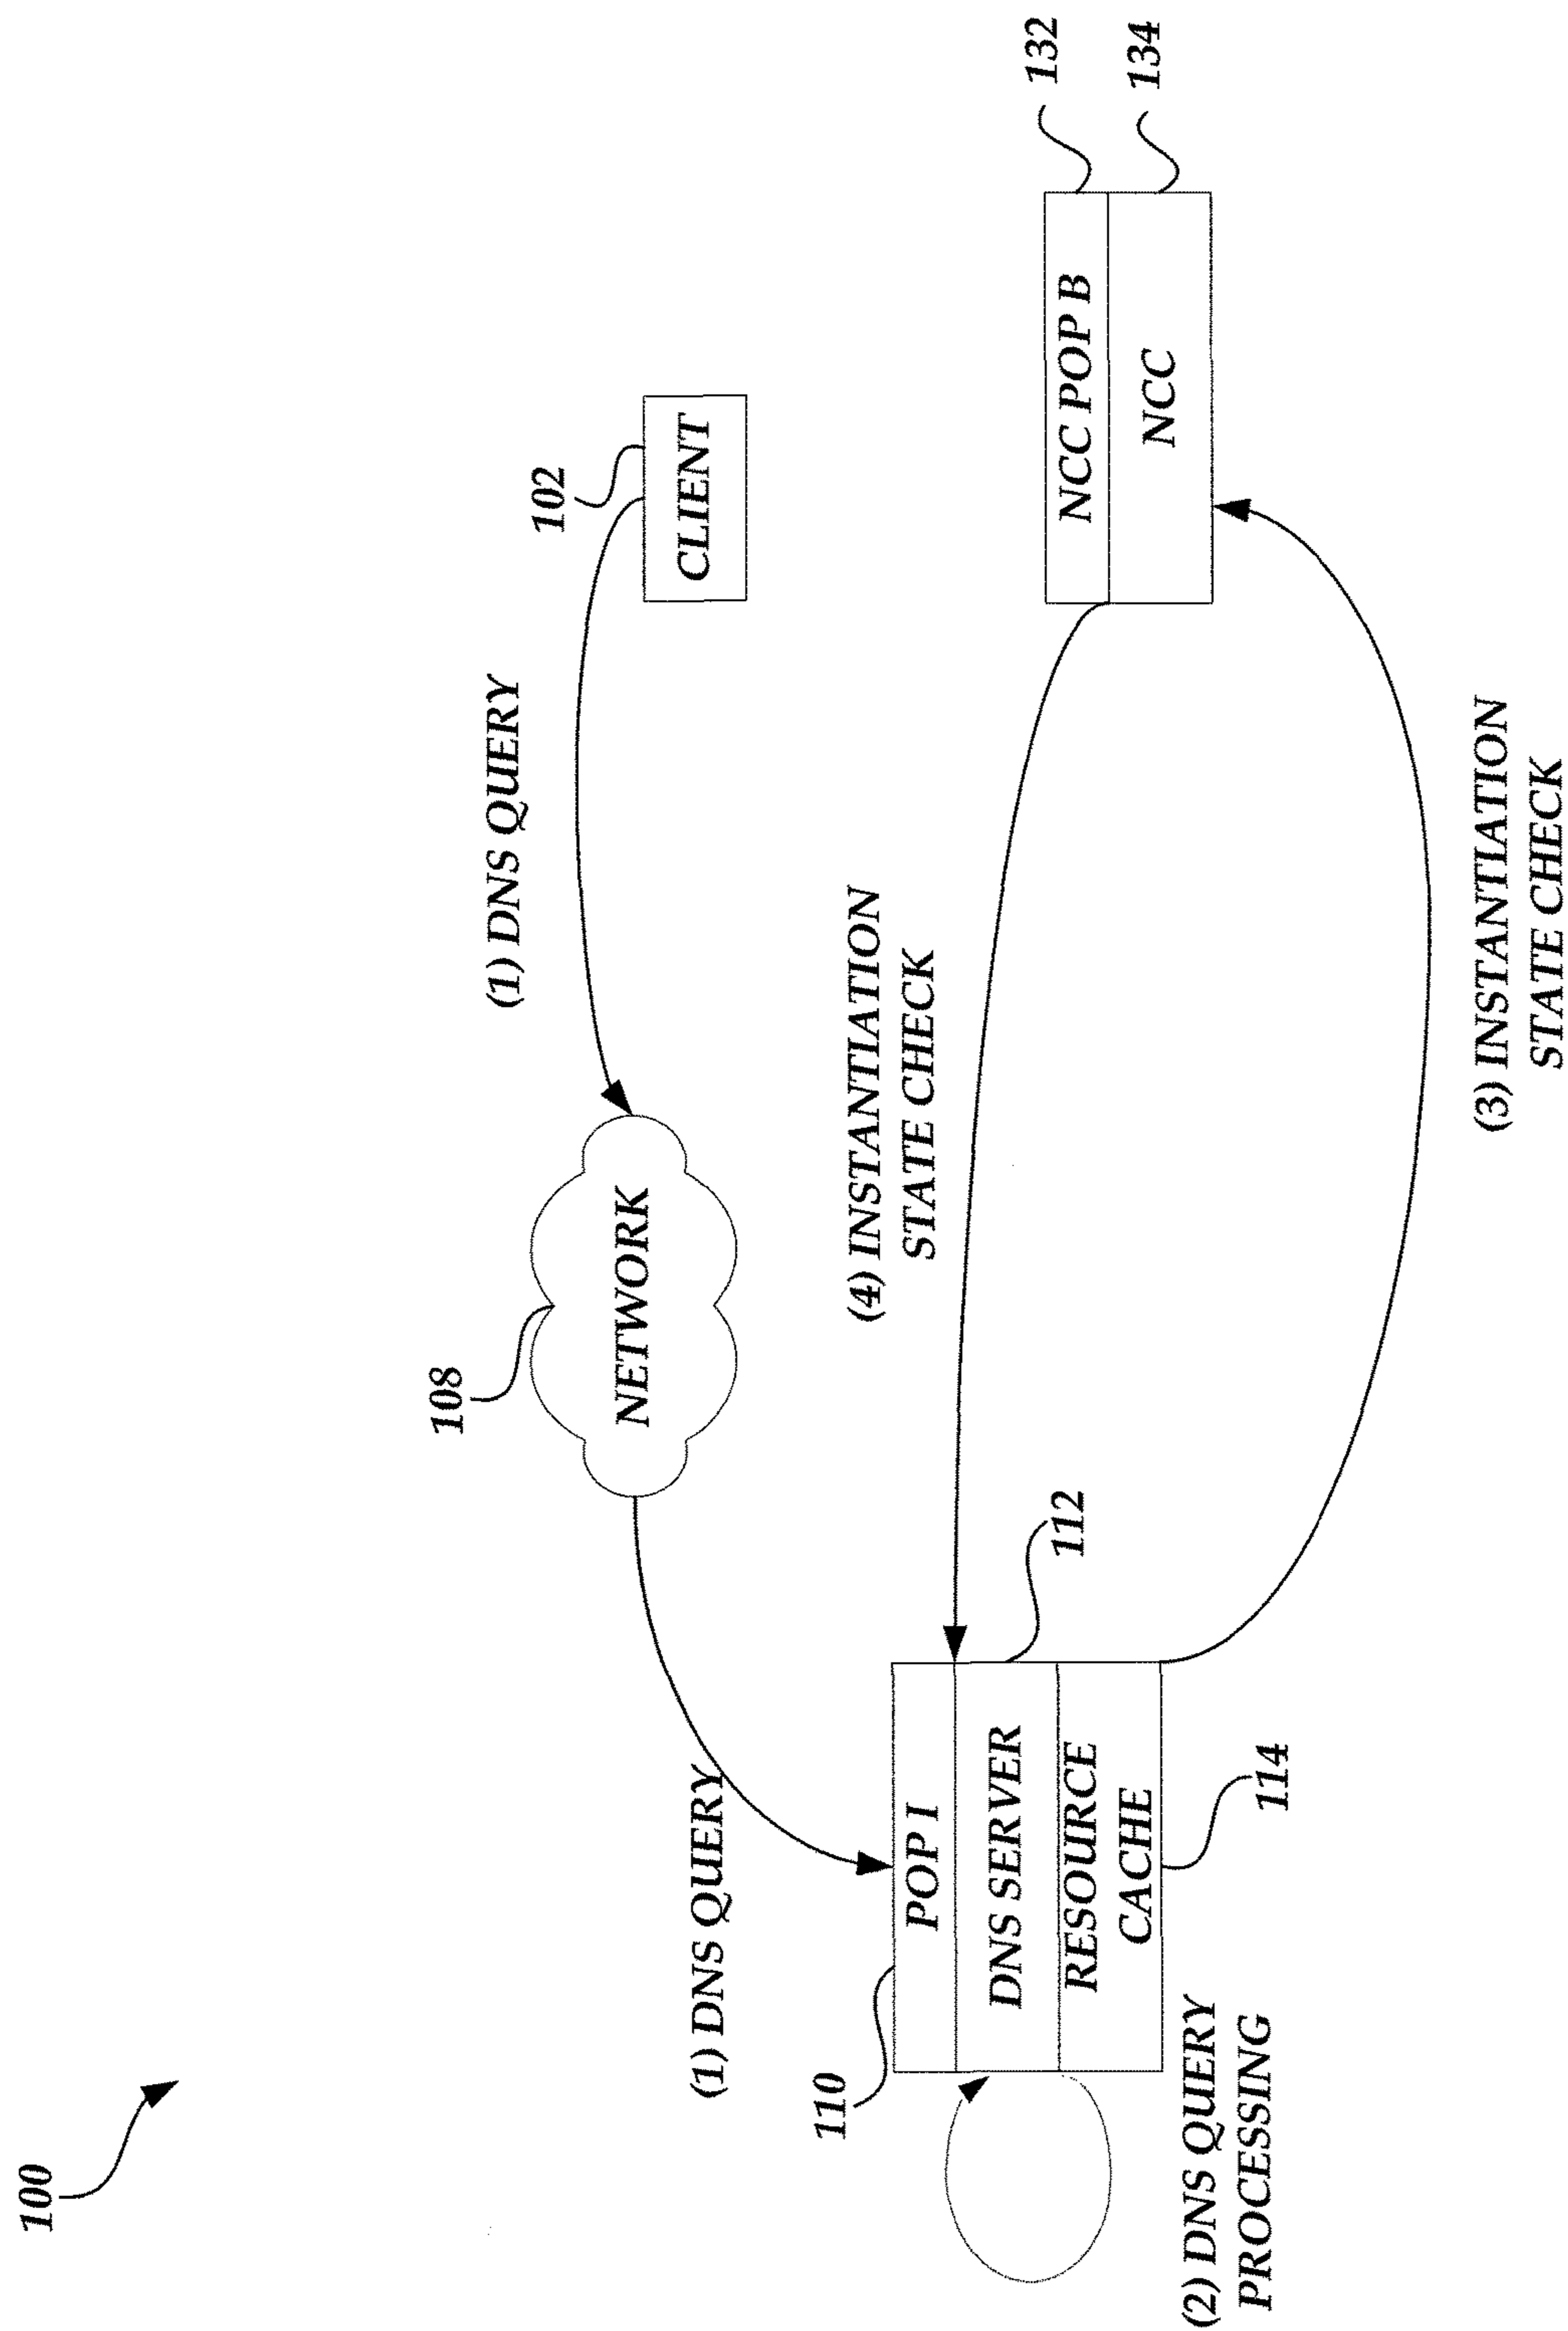 100
(1) DNS QUERY
102
CLIENT
108
NETWORK
(1) DNS QUERY
110
POP I
DNS SERVER
RESOURCE
CACHE
112
114
(2) DNS QUERY
PROCESSING
(4) INSTANTIATION
STATE CHECK
NCC POP B
NCC
132
134
(3) INSTANTIATION
STATE CHECK